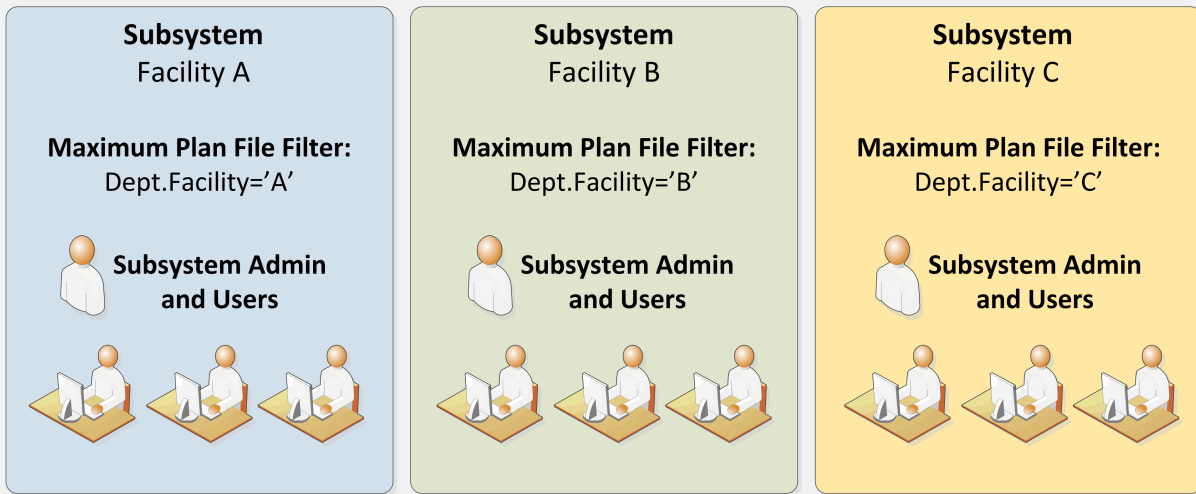 Subsystem
Facility A
Maximum Plan File Filter:
Dept.Facility=’A’
Subsystem Admin
and Users
Subsystem
Facility B
Maximum Plan File Filter:
Dept.Facility=’B’
Subsystem Admin
and Users
Subsystem
Facility C
Maximum Plan File Filter:
Dept.Facility=’C’
Subsystem Admin
and Users